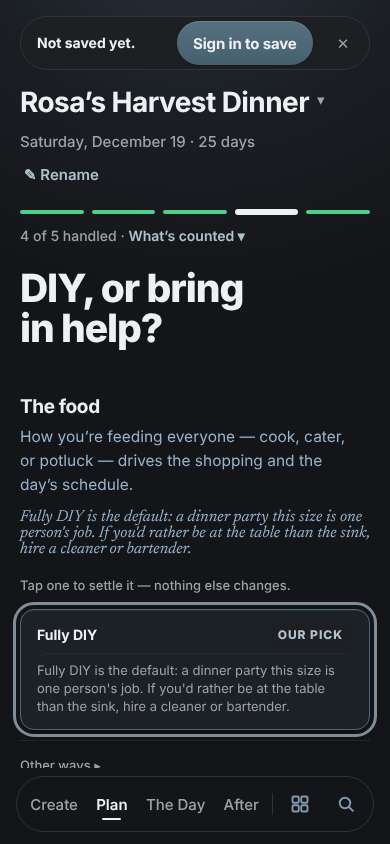 Not saved yet.
Sign in to save
×
Rosa's Harvest Dinner ▾
Saturday, December 19 · 25 days
✎ Rename
4 of 5 handled · What's counted ▾
DIY, or bring
in help?
The food
How you're feeding everyone — cook, cater,
or potluck — drives the shopping and the
day's schedule.
Fully DIY is the default: a dinner party this size is one
person's job. If you'd rather be at the table than the sink,
hire a cleaner or bartender.
Tap one to settle it — nothing else changes.
Fully DIY
OUR PICK
Fully DIY is the default: a dinner party this size is
one person's job. If you'd rather be at the table
than the sink, hire a cleaner or bartender.
Other ways ▸
Create
Plan
The Day
After